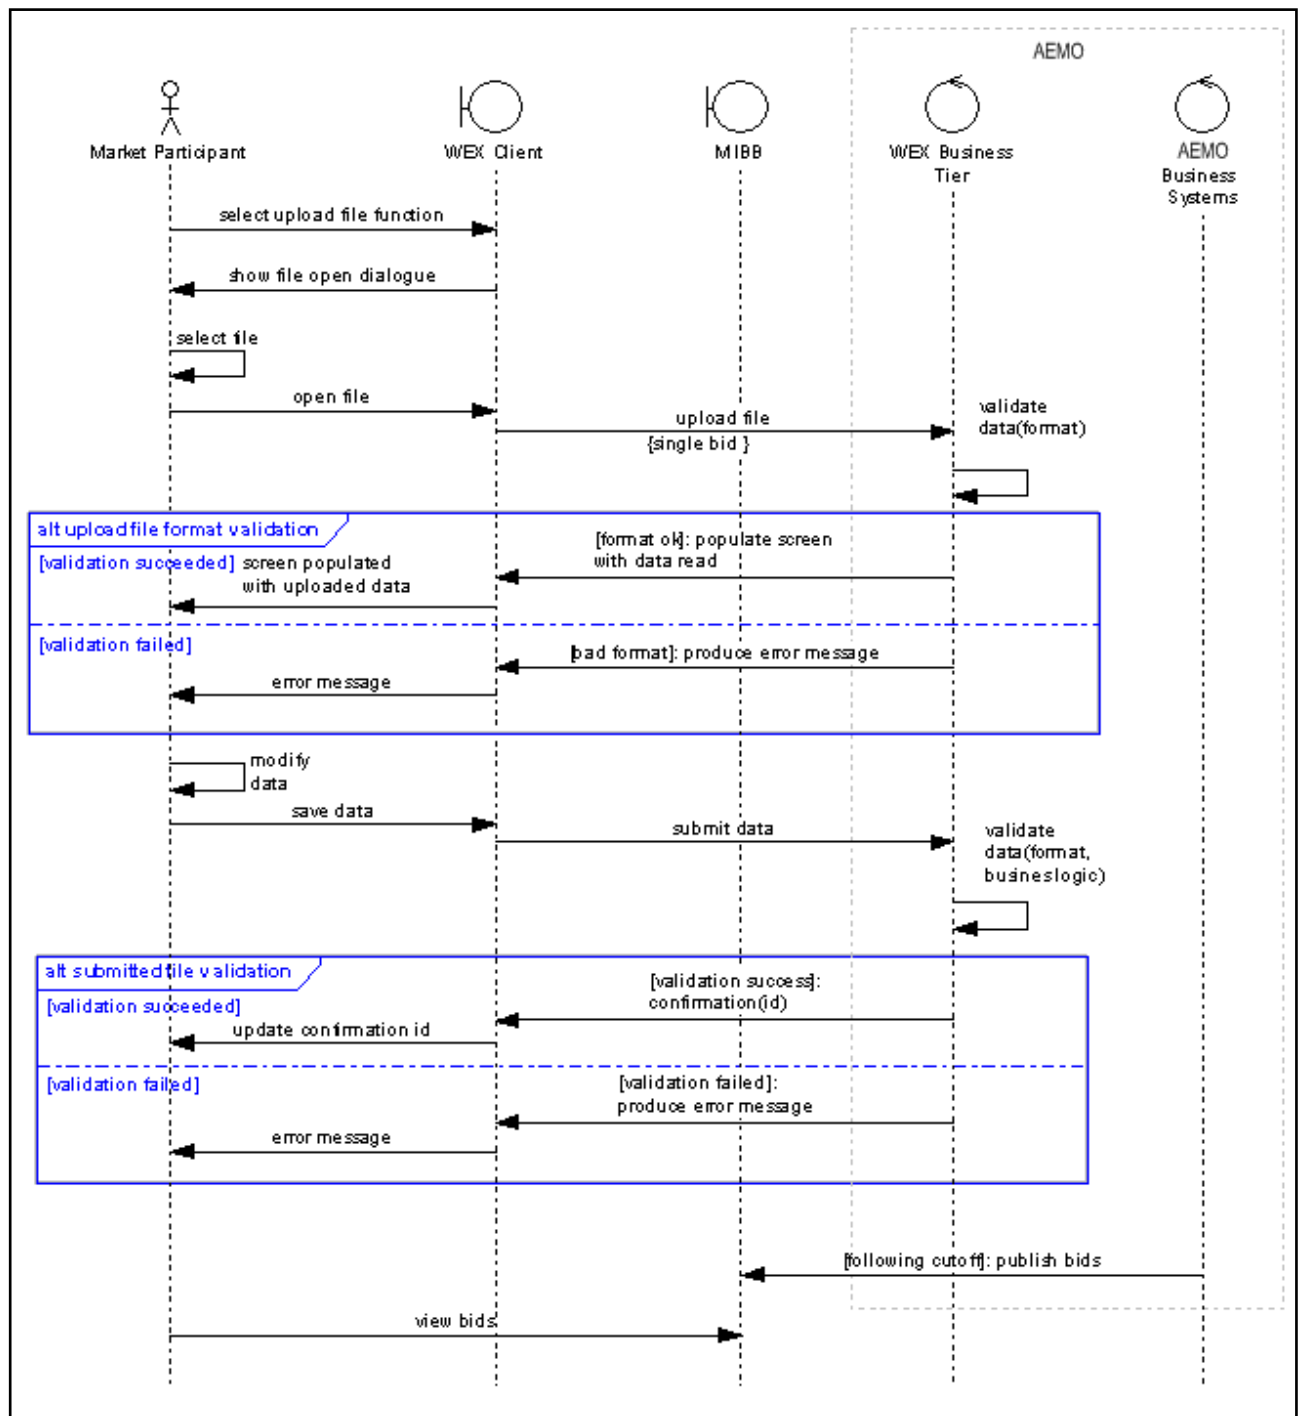 AEMO
Market Participant
WEX Client
MIBB
WEX Business
Tier
AEMO
Business
Systems
select upload file function
show file open dialogue
select file
open file
upload file
{single bid }
validate
data(format)
alt upload file format validation
[validation succeeded]
screen populated
with uploaded data
[format ok]: populate screen
with data read
[validation failed]
[bad format]: produce error message
error message
modify
data
save data
submit data
validate
data(format,
busineslogic)
alt submitted file validation
[validation succeeded]
[validation success]:
confirmation(id)
update confirmation id
[validation failed]
[validation failed]:
produce error message
error message
[following cutoff]: publish bids
view bids